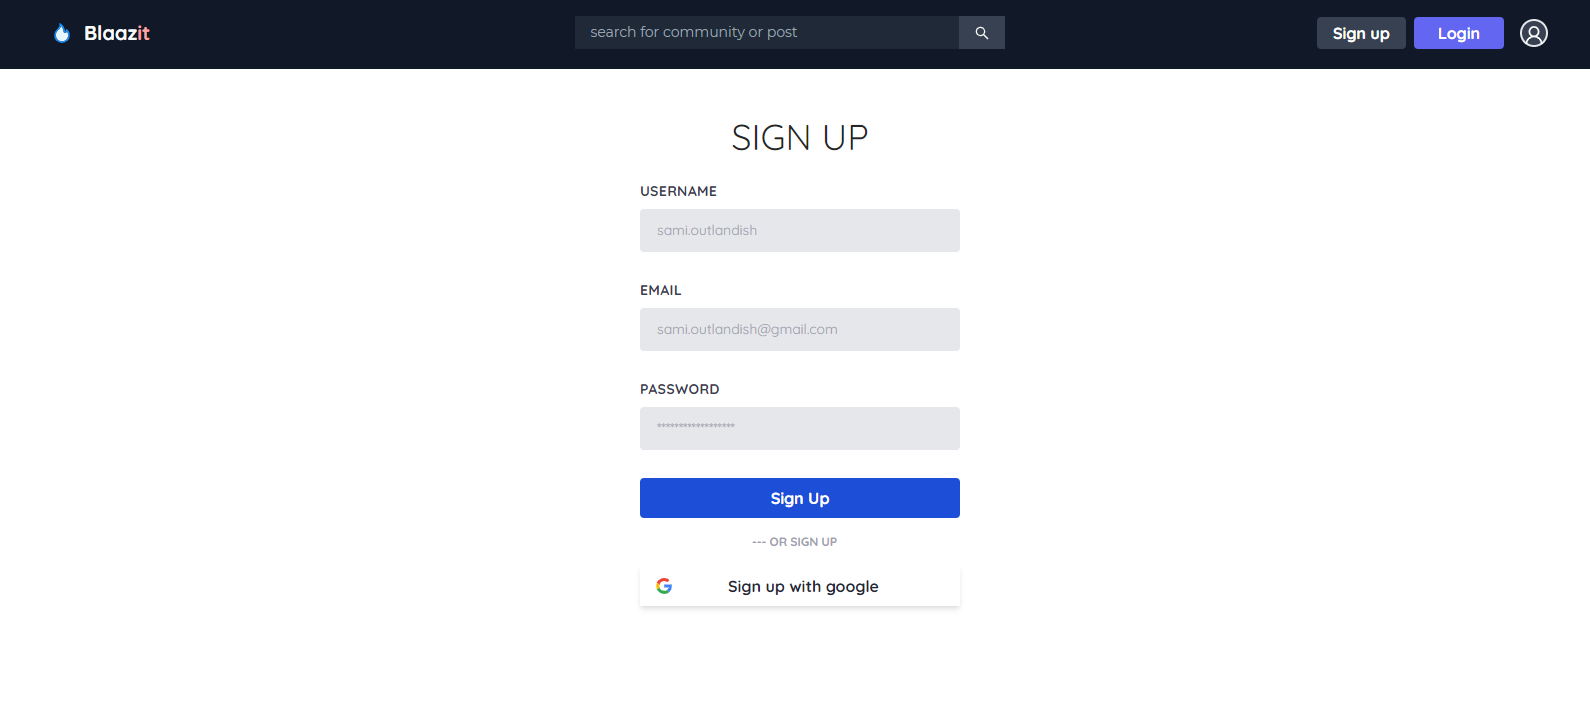 Blaazit
search for community or post
Sign up
Login
SIGN UP
USERNAME
sami.outlandish
EMAIL
sami.outlandish@gmail.com
PASSWORD
******************
Sign Up
--- OR SIGN UP
Sign up with google